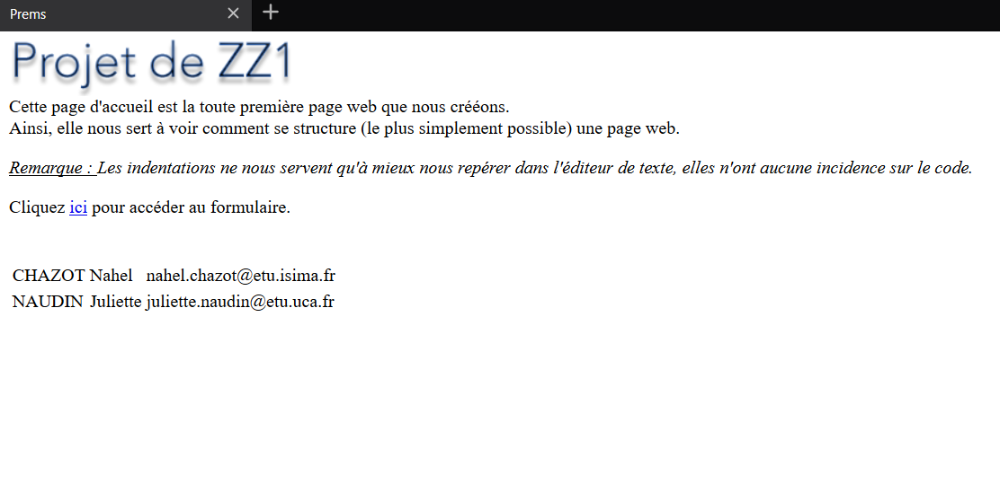 Prems
Projet de ZZ1
Cette page d'accueil est la toute première page web que nous crééons.
Ainsi, elle nous sert à voir comment se structure (le plus simplement possible) une page web.
Remarque : Les indentations ne nous servent qu'à mieux nous repérer dans l'éditeur de texte, elles n'ont aucune incidence sur le code.
Cliquez ici pour accéder au formulaire.
CHAZOT Nahel nahel.chazot@etu.isima.fr
NAUDIN Juliette juliette.naudin@etu.uca.fr